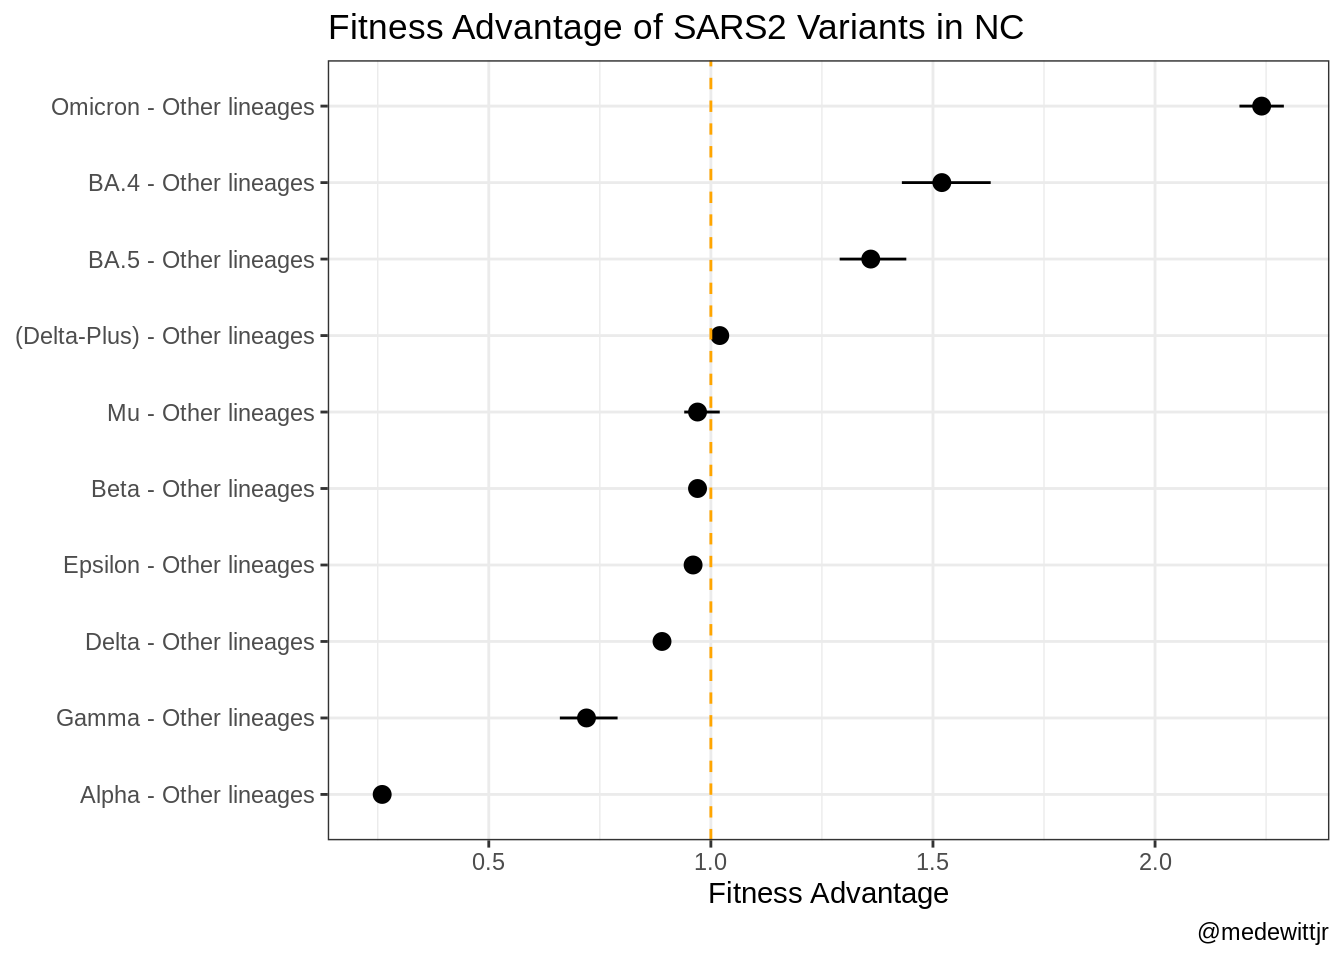 Fitness Advantage of SARS2 Variants in NC
Omicron - Other lineages
BA.4 - Other lineages
BA.5 - Other lineages
(Delta-Plus) - Other lineages
Mu - Other lineages
Beta - Other lineages
Epsilon - Other lineages
Delta - Other lineages
Gamma - Other lineages
Alpha - Other lineages
0.5 1.0 1.5 2.0
Fitness Advantage
@medewittjr